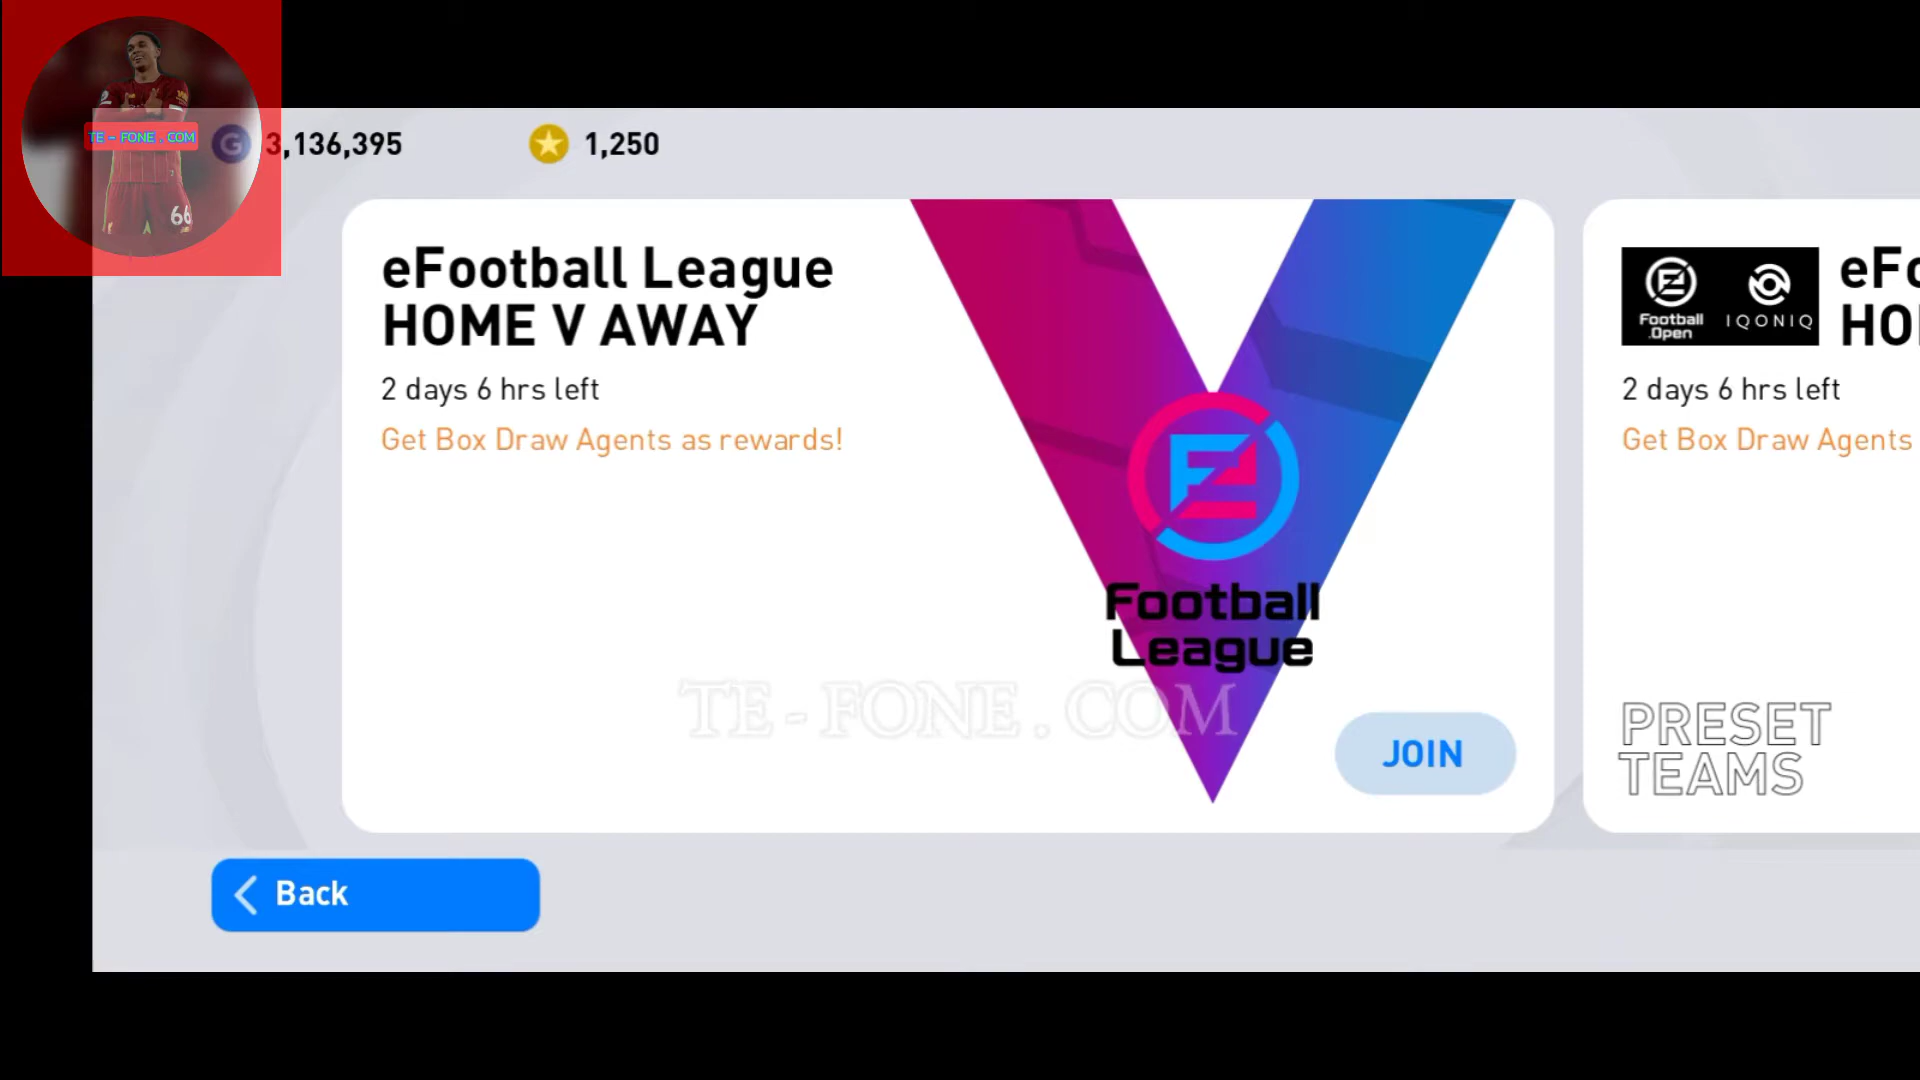 TE - FONE . COM
66
G 3,136,395
1,250
eFootball League
HOME V AWAY
2 days 6 hrs left
Get Box Draw Agents as rewards!
Football
League
TE - FONE . COM
JOIN
Football
.Open
IQONIQ
eFo
HO
2 days 6 hrs left
Get Box Draw Agents
PRESET
TEAMS
Back